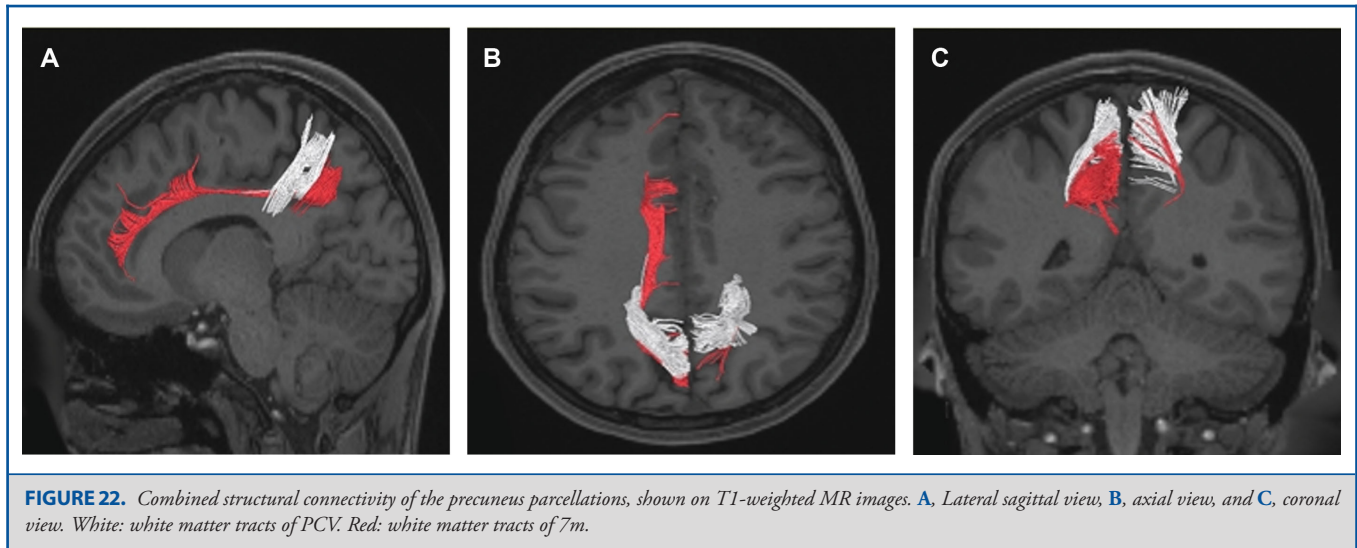 A
B
C
FIGURE 22. Combined structural connectivity of the precuneus parcellations, shown on T1-weighted MR images. A, Lateral sagittal view, B, axial view, and C, coronal
view. White: white matter tracts of PCV. Red: white matter tracts of 7m.